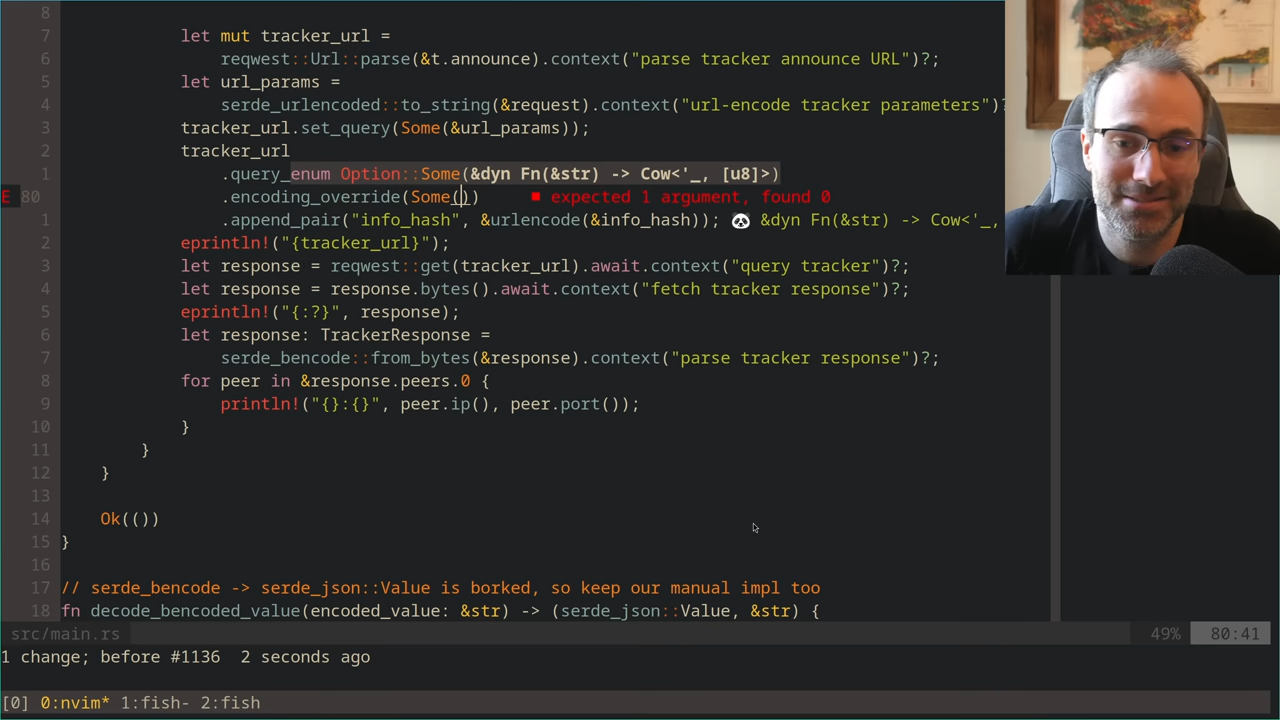 8
7 let mut tracker_url =
6 reqwest::Url::parse(&t.announce).context("parse tracker announce URL")?;
5 let url_params =
4 serde_urlencoded::to_string(&request).context("url-encode tracker parameters")?
3 tracker_url.set_query(Some(&url_params));
2 tracker_url
1 .query_enum Option::Some(&dyn Fn(&str) -> Cow<'_, [u8]>)
E 80 .encoding_override(Some()) ■ expected 1 argument, found 0
1 .append_pair("info_hash", &urlencode(&info_hash)); 🐼 &dyn Fn(&str) -> Cow<'_,
2 eprintln!("{tracker_url}");
3 let response = reqwest::get(tracker_url).await.context("query tracker")?;
4 let response = response.bytes().await.context("fetch tracker response")?;
5 eprintln!("{:?}", response);
6 let response: TrackerResponse =
7 serde_bencode::from_bytes(&response).context("parse tracker response")?;
8 for peer in &response.peers.0 {
9 println!("{}:{}", peer.ip(), peer.port());
10 }
11 }
12 }
13
14 Ok(())
15 }
16
17 // serde_bencode -> serde_json::Value is borked, so keep our manual impl too
18 fn decode_bencoded_value(encoded_value: &str) -> (serde_json::Value, &str) {
src/main.rs 49% 80:41
1 change; before #1136 2 seconds ago
[0] 0:nvim* 1:fish- 2:fish